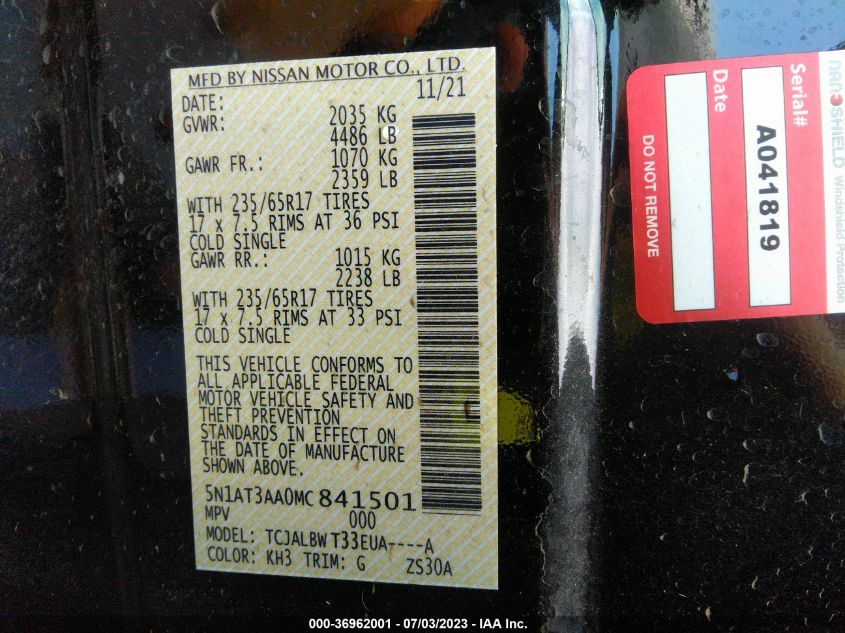 MFD BY NISSAN MOTOR CO., LTD.
DATE: 11/21
GVWR: 2035 KG
4486 LB
GAWR FR.: 1070 KG
2359 LB
WITH 235/65R17 TIRES
17 x 7.5 RIMS AT 36 PSI
COLD SINGLE
GAWR RR.: 1015 KG
2238 LB
WITH 235/65R17 TIRES
17 x 7.5 RIMS AT 33 PSI
COLD SINGLE
THIS VEHICLE CONFORMS TO
ALL APPLICABLE FEDERAL
MOTOR VEHICLE SAFETY AND
THEFT PREVENTION
STANDARDS IN EFFECT ON
THE DATE OF MANUFACTURE
SHOWN ABOVE.
5N1AT3AA0MC841501
MPV 000
MODEL: TCJALBWT33EUA----A
COLOR: KH3 TRIM: G ZS30A
NANOSHIELD Windshield Protection
Serial# A041819
Date
DO NOT REMOVE
000-36962001 - 07/03/2023 - IAA Inc.